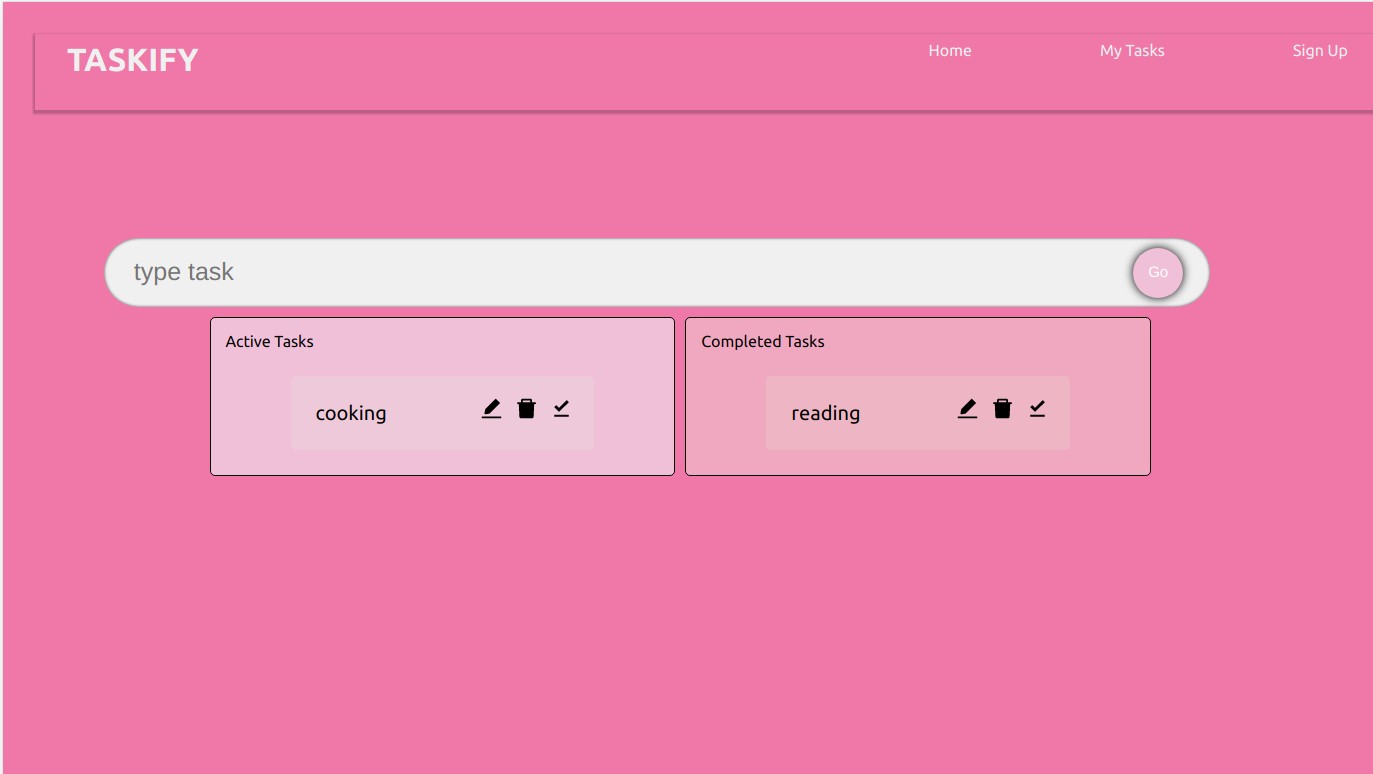 TASKIFY
Home
My Tasks
Sign Up
type task
Go
Active Tasks
cooking
Completed Tasks
reading